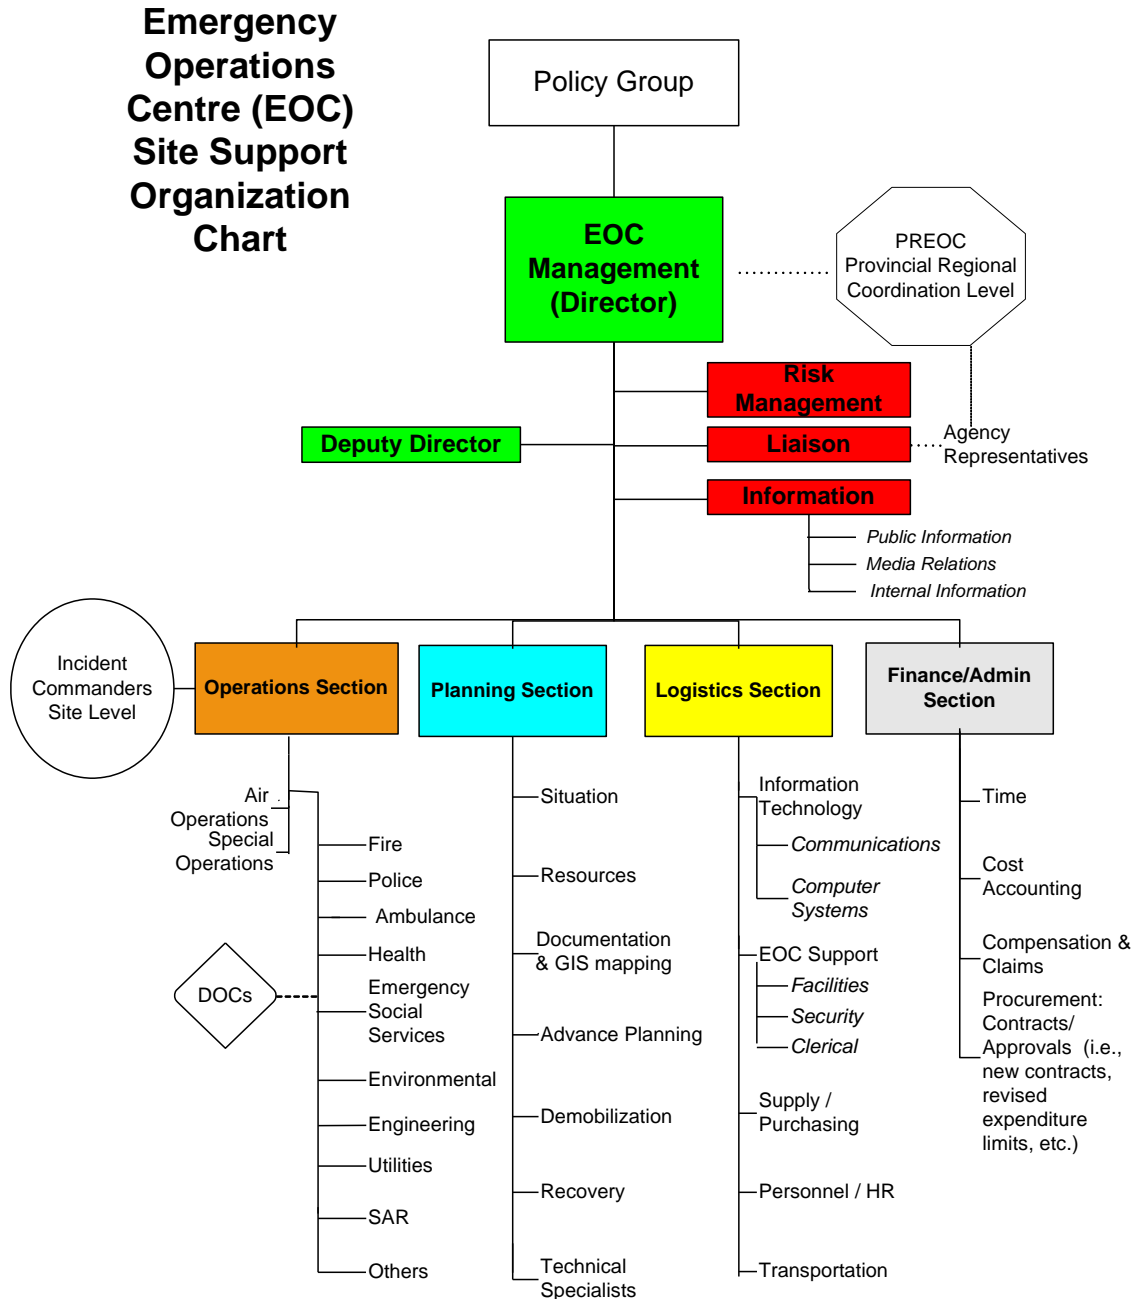 Emergency
Operations
Centre (EOC)
Site Support
Organization
Chart
Policy Group
EOC
Management
(Director)
PREOC
Provincial Regional
Coordination Level
Risk
Management
Deputy Director
Liaison
Agency
Representatives
Information
Public Information
Media Relations
Internal Information
Incident
Commanders
Site Level
Operations Section
Planning Section
Logistics Section
Finance/Admin
Section
Air
Operations
Special
Operations
Fire
Police
Ambulance
Health
DOCs
Emergency
Social
Services
Environmental
Engineering
Utilities
SAR
Others
Situation
Resources
Documentation
& GIS mapping
Advance Planning
Demobilization
Recovery
Technical
Specialists
Information
Technology
Communications
Computer
Systems
EOC Support
Facilities
Security
Clerical
Supply /
Purchasing
Personnel / HR
Transportation
Time
Cost
Accounting
Compensation &
Claims
Procurement:
Contracts/
Approvals (i.e.,
new contracts,
revised
expenditure
limits, etc.)